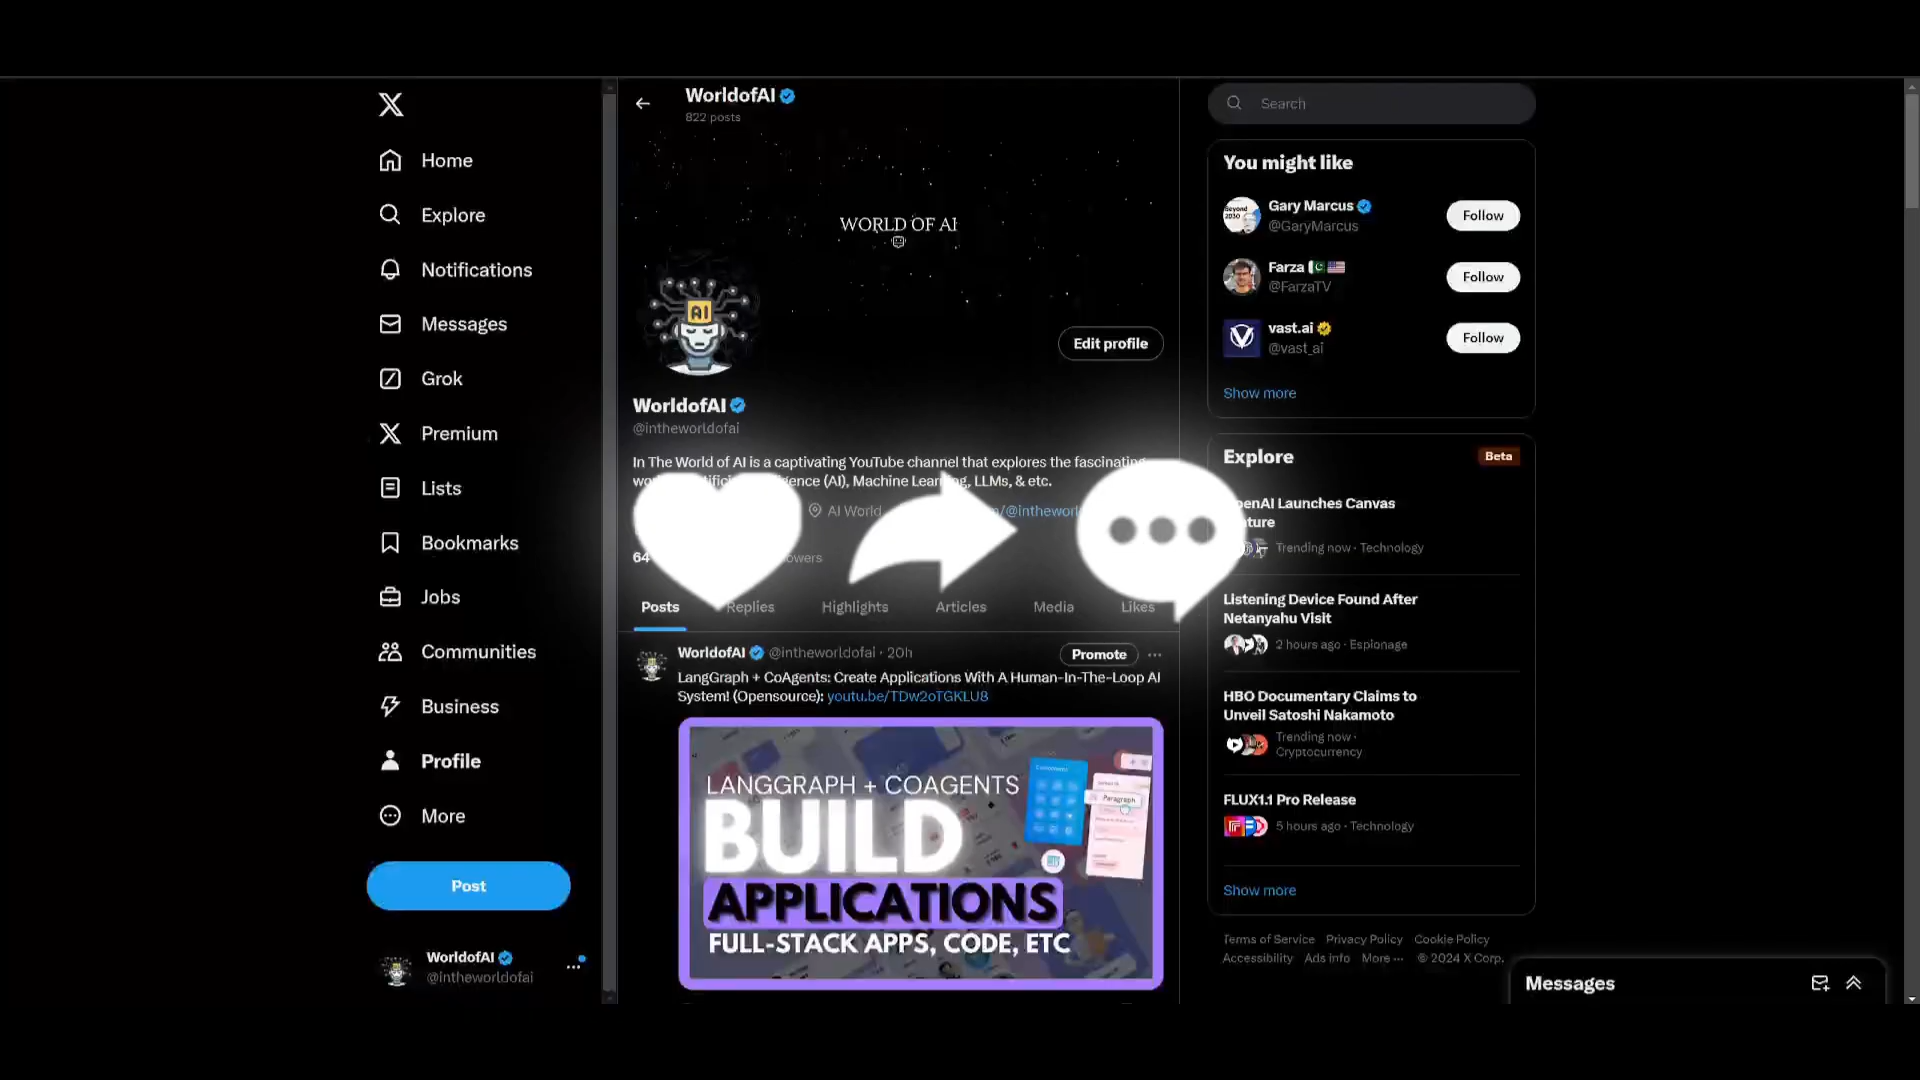 Home
Explore
Notifications
Messages
Grok
Premium
Lists
Bookmarks
Jobs
Communities
Business
Profile
More
Post
WorldofAI
@intheworldofai
WorldofAI
822 posts
WORLD OF AI
AI
Edit profile
WorldofAI
@intheworldofai
In The World of AI is a captivating YouTube channel that explores the fascinating
(AI), Machine Learning, LLMs, & etc.
AI World
64
Posts Replies Highlights Articles Media Likes
WorldofAI @intheworldofai · 20h
Promote
LangGraph + CoAgents: Create Applications With A Human-In-The-Loop AI
System! (Opensource): youtu.be/TDw2oTGKLU8
LANGGRAPH + COAGENTS
BUILD
APPLICATIONS
FULL-STACK APPS, CODE, ETC
Paragraph
Search
You might like
Gary Marcus
@GaryMarcus
Follow
Farza
@FarzaTV
Follow
vast.ai
@vast_ai
Follow
Show more
Explore
Beta
Launches Canvas
Trending now · Technology
Listening Device Found After
Netanyahu Visit
2 hours ago · Espionage
HBO Documentary Claims to
Unveil Satoshi Nakamoto
Trending now ·
Cryptocurrency
FLUX1.1 Pro Release
5 hours ago · Technology
Show more
Terms of Service Privacy Policy Cookie Policy
Accessibility Ads info More ··· © 2024 X Corp.
Messages